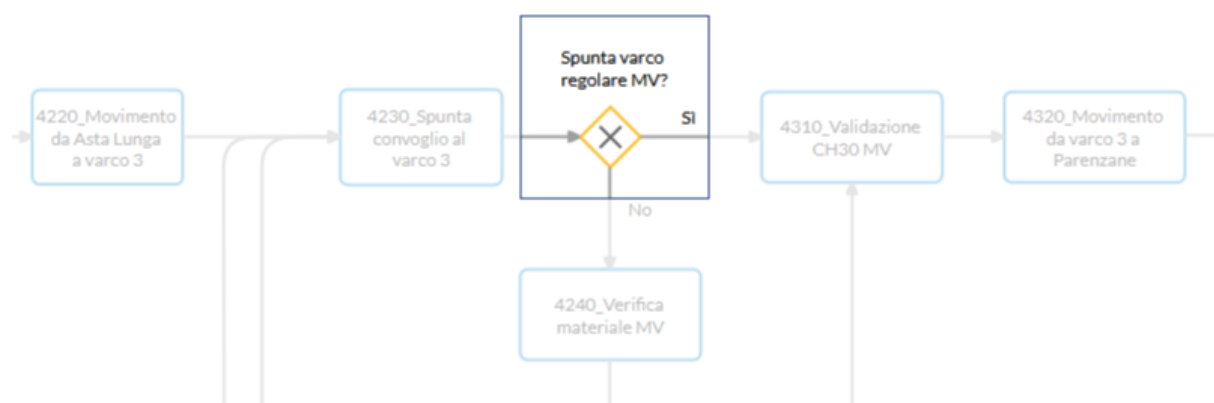 4220_Movimento
da Asta Lunga
a varco 3
4230_Spunta
convoglio al
varco 3
Spunta varco
regolare MV?
Sì
No
4310_Validazione
CH30 MV
4320_Movimento
da varco 3 a
Parenzane
4240_Verifica
materiale MV